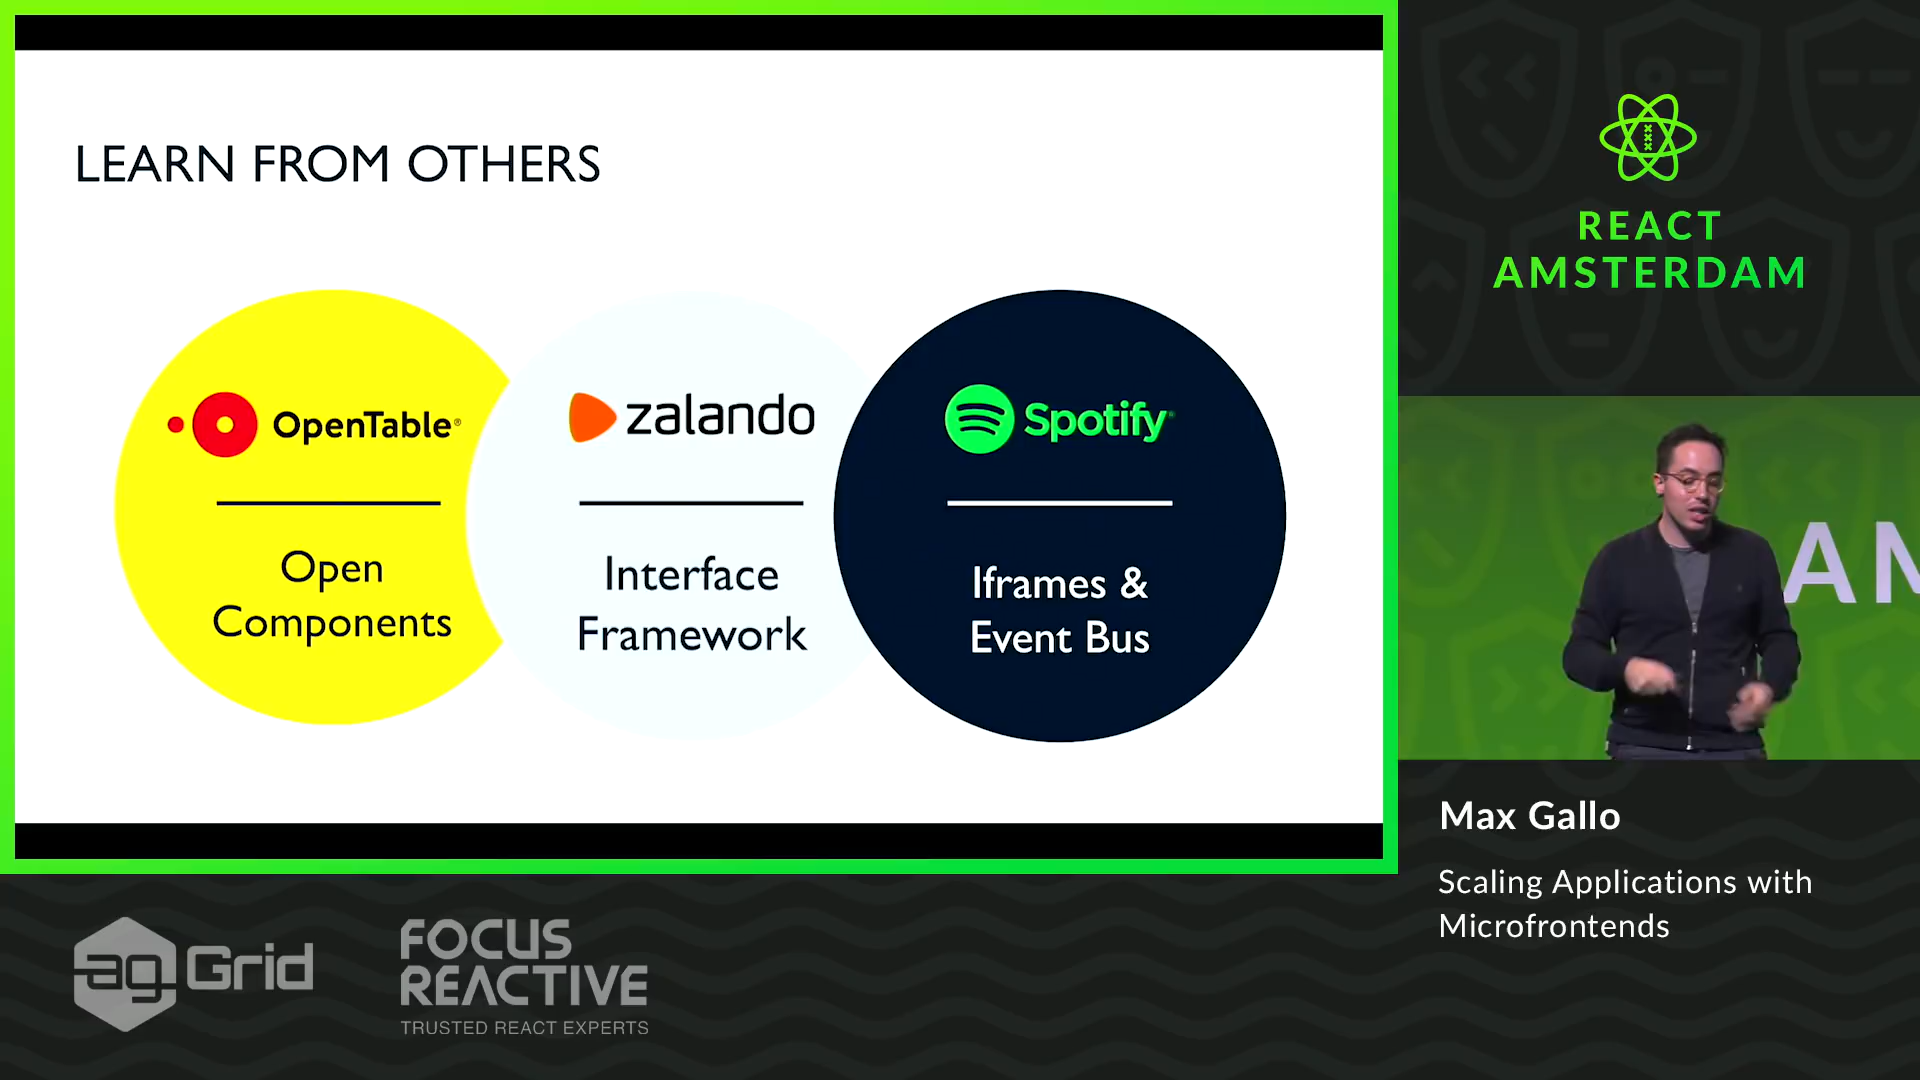 LEARN FROM OTHERS
OpenTable®
Open
Components
zalando
Interface
Framework
Spotify®
Iframes &
Event Bus
REACT
AMSTERDAM
AM
Max Gallo
Scaling Applications with
Microfrontends
ag Grid
FOCUS
REACTIVE
TRUSTED REACT EXPERTS